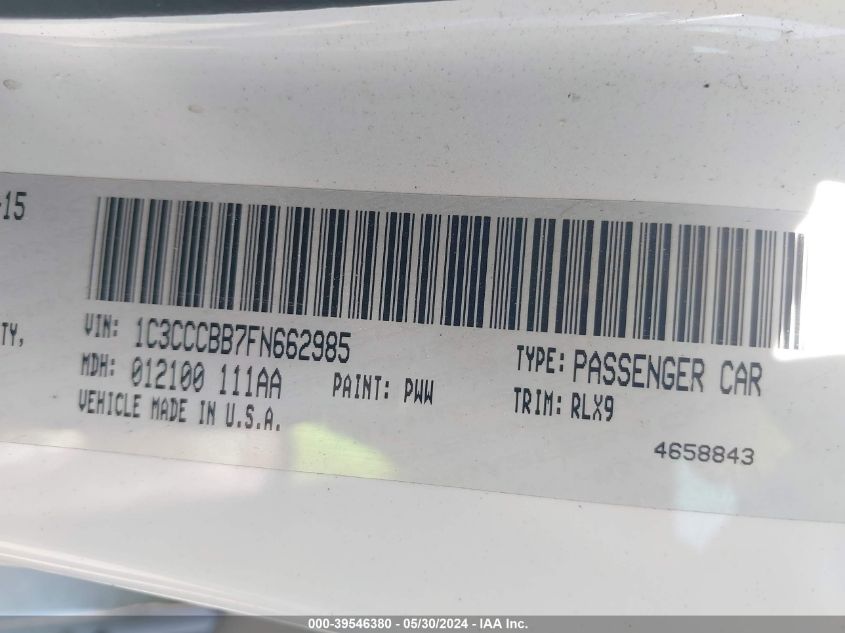 -15
TY,
VIN: 1C3CCCBB7FN662985
TYPE: PASSENGER CAR
MDH: 012100 111AA
PAINT: PWW
TRIM: RLX9
VEHICLE MADE IN U.S.A.
4658843
000-39546380 - 05/30/2024 - IAA Inc.